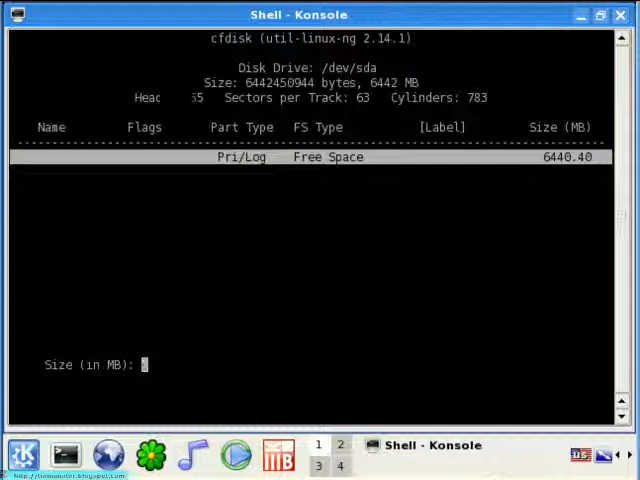 Shell - Konsole
cfdisk (util-linux-ng 2.14.1)
Disk Drive: /dev/sda
Size: 6442450944 bytes, 6442 MB
55 Sectors per Track: 63 Cylinders: 783
Name Flags Part Type FS Type [Label] Size (MB)
Pri/Log Free Space 6440.40
Size (in MB):
1 2
Shell - Konsole
3 4